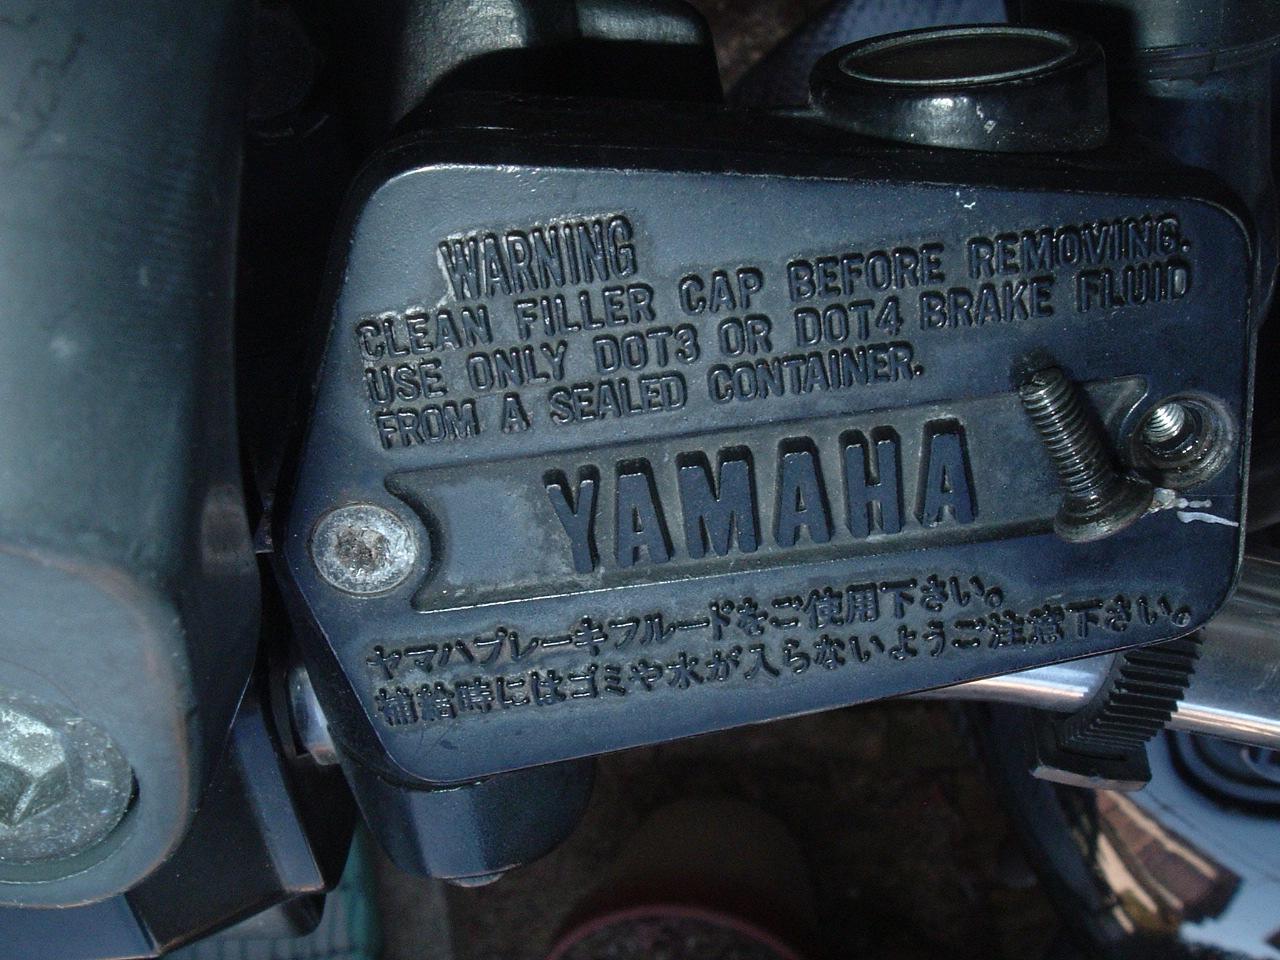 WARNING
CLEAN FILLER CAP BEFORE REMOVING.
USE ONLY DOT3 OR DOT4 BRAKE FLUID
FROM A SEALED CONTAINER.
YAMAHA
ヤマハブレーキフルードをご使用下さい。
補給時にはゴミや水が入らないようご注意下さい。